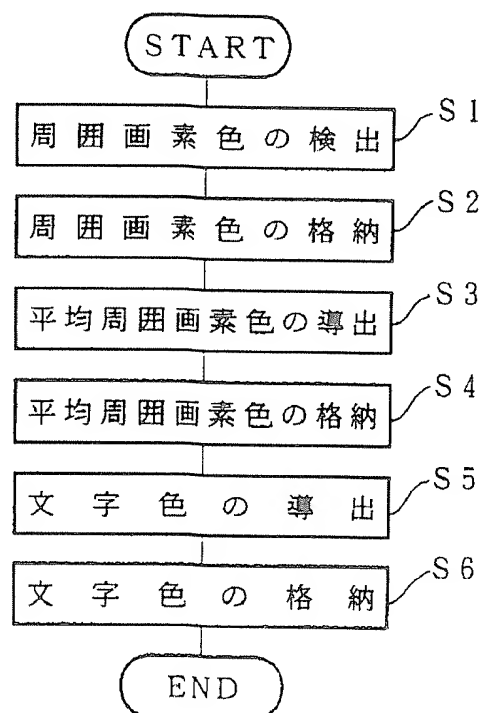 START
周囲画素色の検出 S1
周囲画素色の格納 S2
平均周囲画素色の導出 S3
平均周囲画素色の格納 S4
文字色の導出 S5
文字色の格納 S6
END